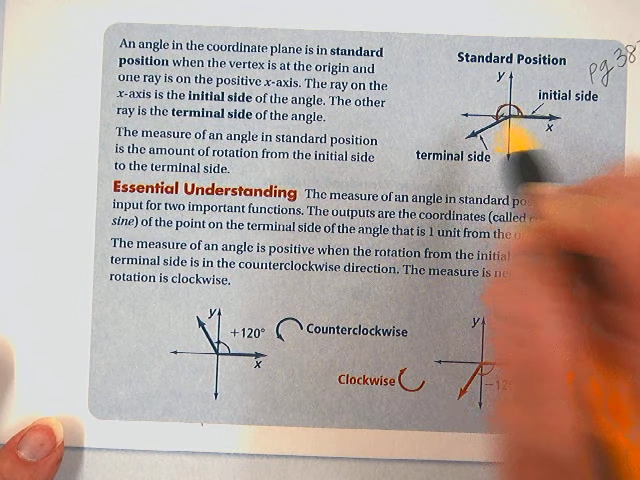 An angle in the coordinate plane is in standard
position when the vertex is at the origin and
one ray is on the positive x-axis. The ray on the
x-axis is the initial side of the angle. The other
ray is the terminal side of the angle.
The measure of an angle in standard position
is the amount of rotation from the initial side
to the terminal side.
Standard Position
pg 38
y
initial side
x
terminal side
Essential Understanding The measure of an angle in standard
input for two important functions. The outputs are the coordinates (called
sine) of the point on the terminal side of the angle that is 1 unit from the
The measure of an angle is positive when the rotation from the initial
terminal side is in the counterclockwise direction. The measure is
rotation is clockwise.
y
+120°
x
Counterclockwise
Clockwise
y
-12